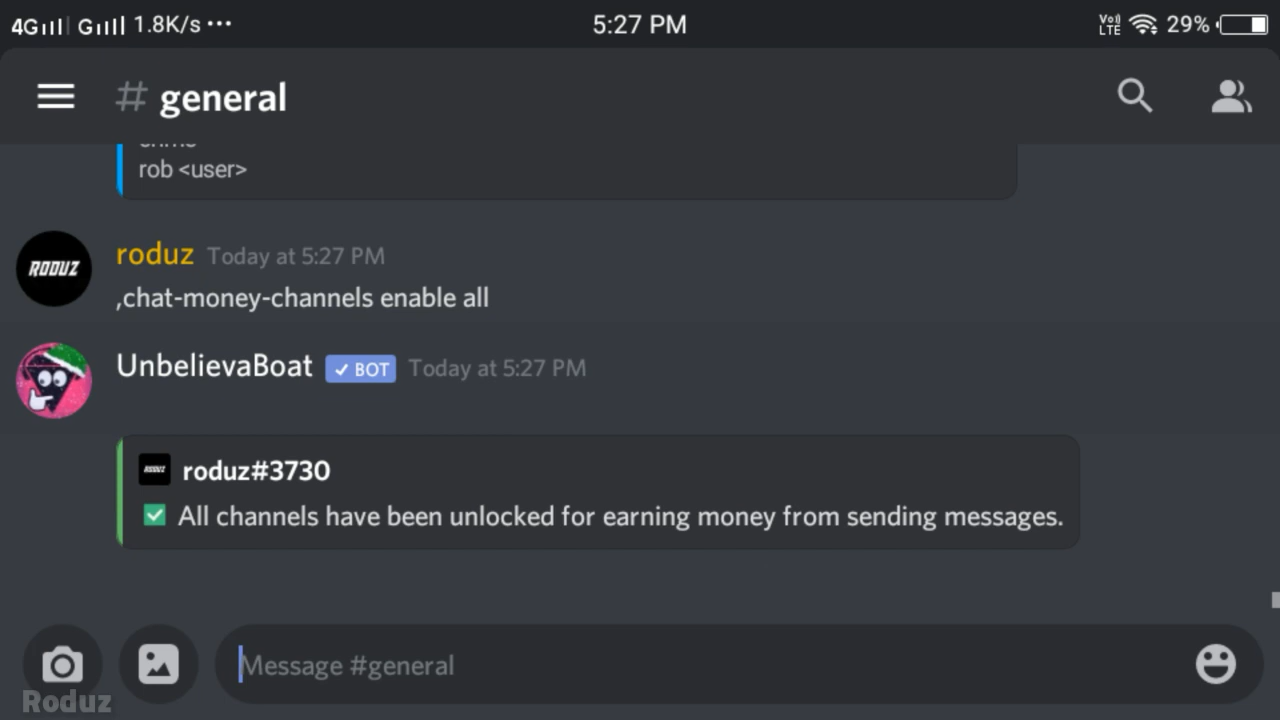 4G G 1.8K/s ··· 5:27 PM Vo) LTE 29%
# general
rob <user>
RODUZ roduz Today at 5:27 PM
,chat-money-channels enable all
UnbelievaBoat ✓ BOT Today at 5:27 PM
roduz#3730
✅ All channels have been unlocked for earning money from sending messages.
Message #general
Roduz